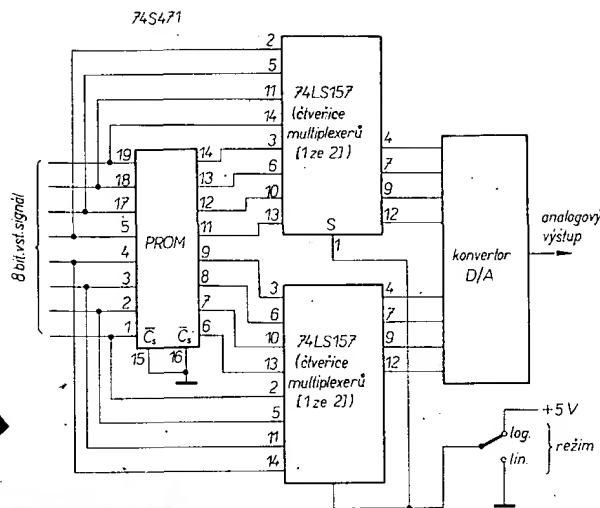 74S471
2
5
11
14
3
6
10
13
74LS157
(čtveřice
multiplexerů
[1 ze 2])
S
1
4
7
9
12
8 bit. vst. signál
19
18
17
5
4
3
2
1
PROM
C̅s C̅s
15 16
14
13
12
11
9
8
7
6
konvertor
D/A
analogový
výstup
3
6
10
13
2
5
11
14
74LS157
(čtveřice
multiplexerů
[1 ze 2])
4
7
9
12
+5 V
log.
lin.
režim